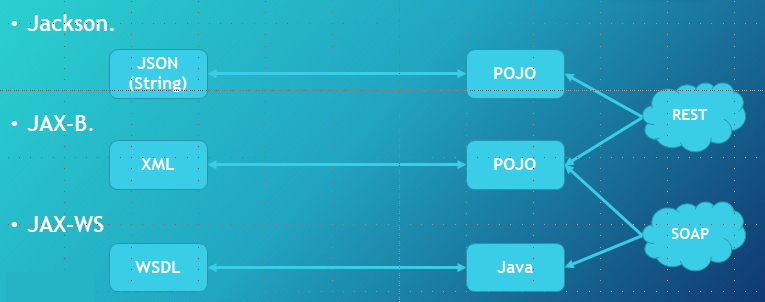 • Jackson.
JSON
(String)
POJO
REST
• JAX-B.
XML
POJO
• JAX-WS
SOAP
WSDL
Java